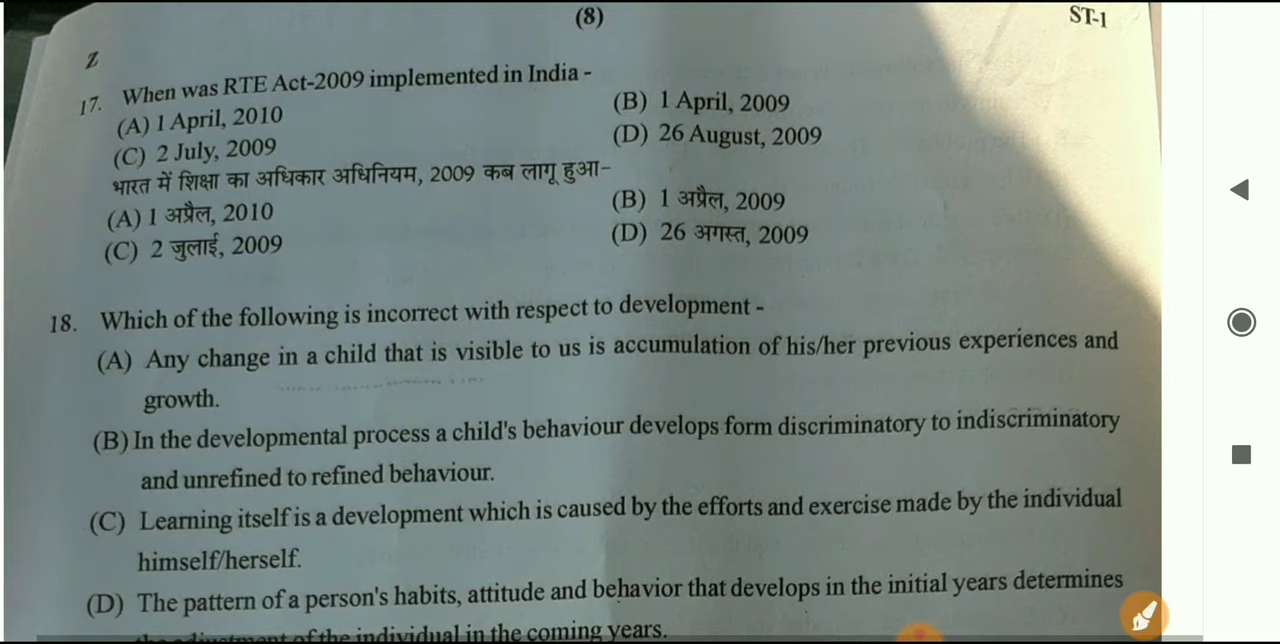 (8)
ST-1
Z
17. When was RTE Act-2009 implemented in India -
(A) 1 April, 2010 (B) 1 April, 2009
(C) 2 July, 2009 (D) 26 August, 2009
भारत में शिक्षा का अधिकार अधिनियम, 2009 कब लागू हुआ-
(A) 1 अप्रैल, 2010 (B) 1 अप्रैल, 2009
(C) 2 जुलाई, 2009 (D) 26 अगस्त, 2009
18. Which of the following is incorrect with respect to development -
(A) Any change in a child that is visible to us is accumulation of his/her previous experiences and
growth.
(B) In the developmental process a child's behaviour develops form discriminatory to indiscriminatory
and unrefined to refined behaviour.
(C) Learning itself is a development which is caused by the efforts and exercise made by the individual
himself/herself.
(D) The pattern of a person's habits, attitude and behavior that develops in the initial years determines
the adjustment of the individual in the coming years.